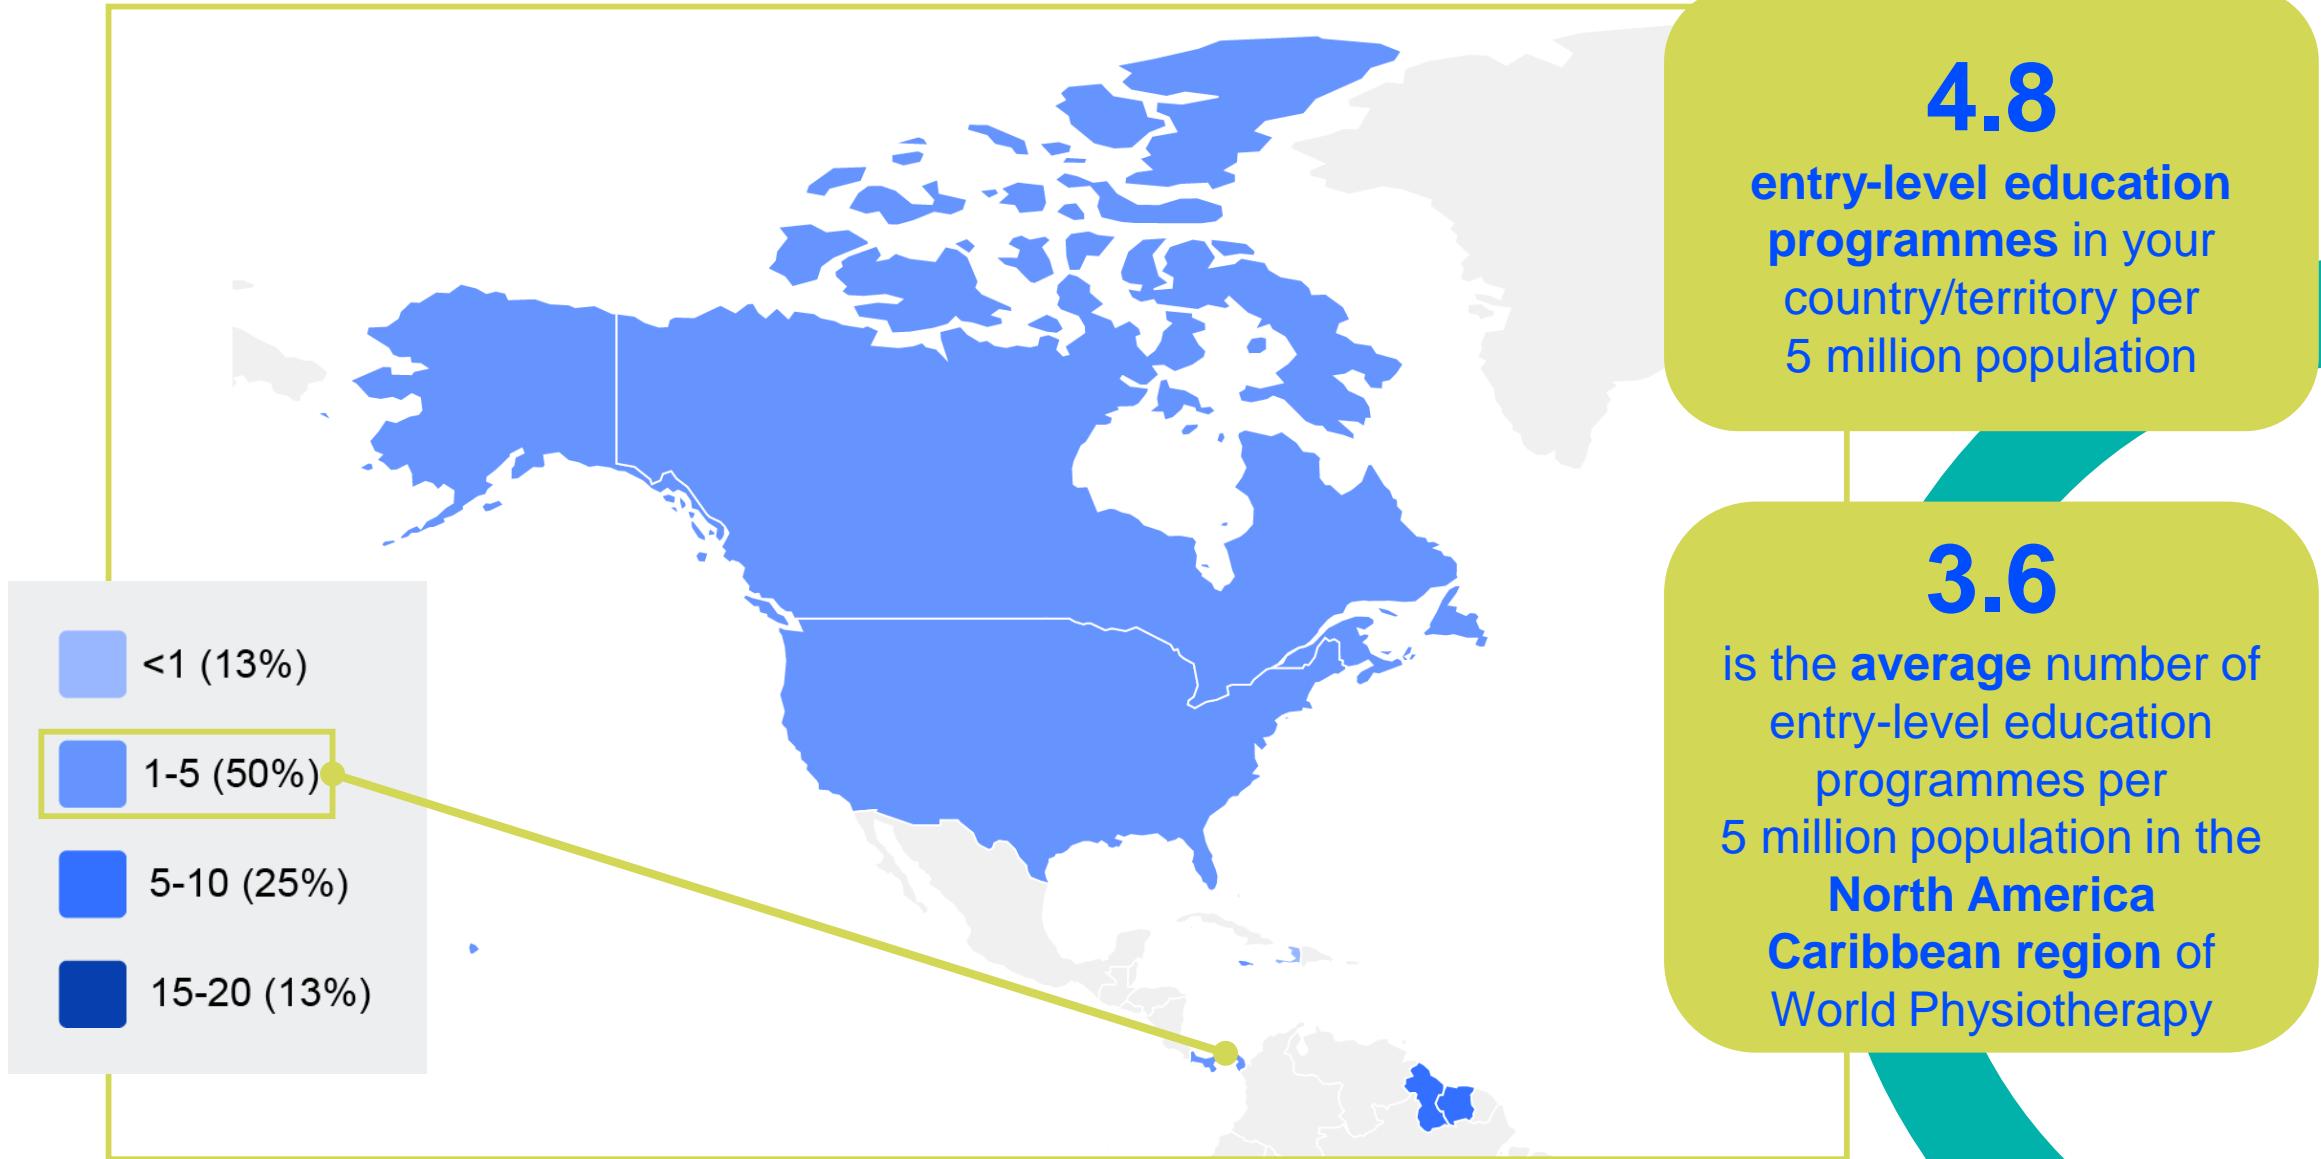 4.8
entry-level education
programmes in your
country/territory per
5 million population
3.6
is the average number of
entry-level education
programmes per
5 million population in the
North America
Caribbean region of
World Physiotherapy
<1 (13%)
1-5 (50%)
5-10 (25%)
15-20 (13%)